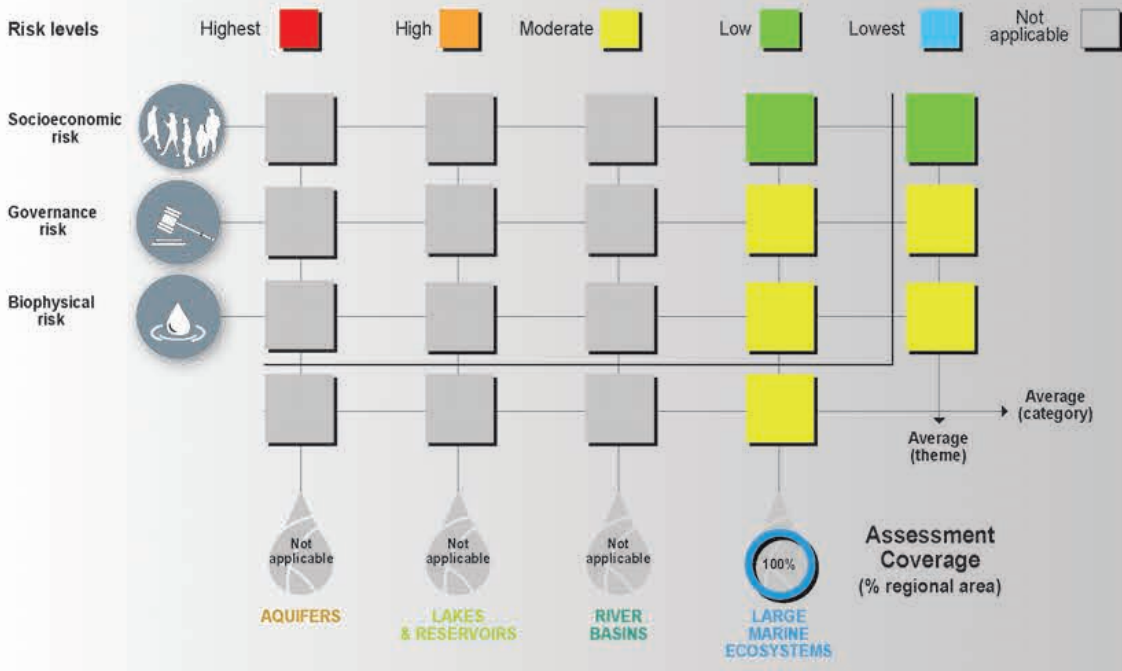 Risk levels
Highest
High
Moderate
Low
Lowest
Not
applicable
Socioeconomic
risk
Governance
risk
Biophysical
risk
Average
(category)
Average
(theme)
Not
applicable
Not
applicable
Not
applicable
100%
Assessment
Coverage
(% regional area)
AQUIFERS
LAKES
& RESERVOIRS
RIVER
BASINS
LARGE
MARINE
ECOSYSTEMS